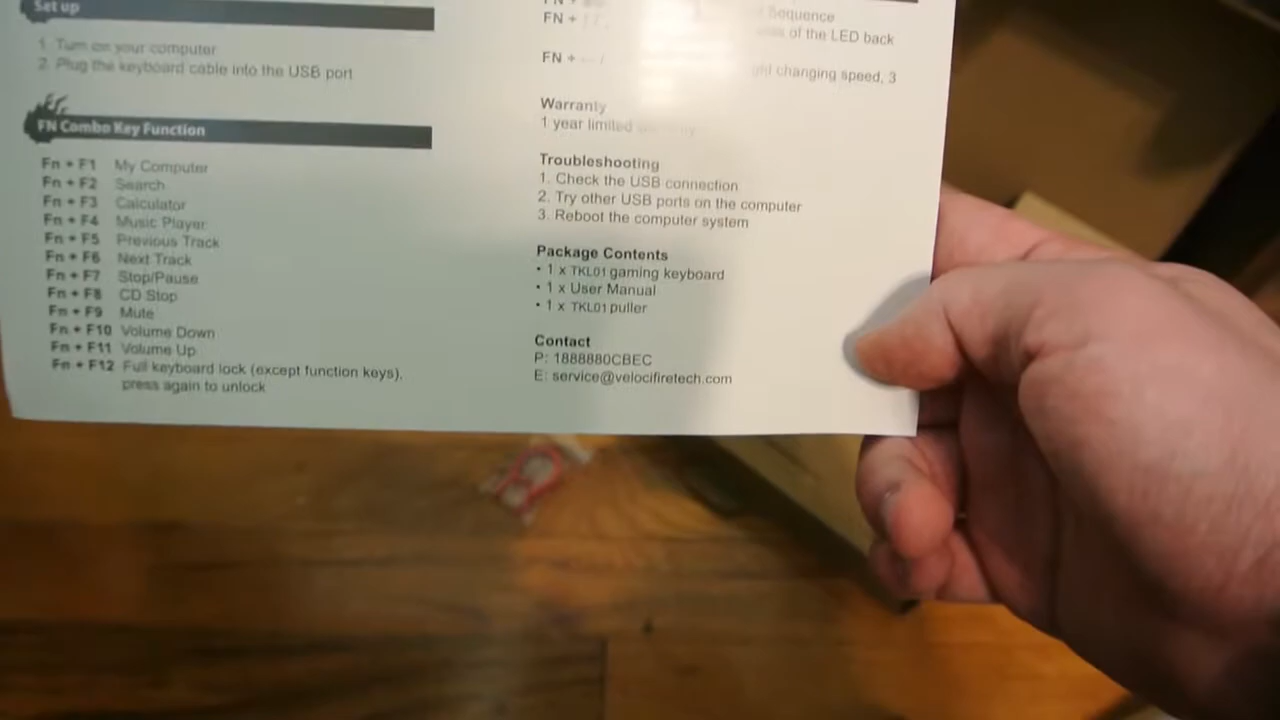 Set up
1. Turn on your computer
2. Plug the keyboard cable into the USB port
FN Combo Key Function
Fn + F1 My Computer
Fn + F2 Search
Fn + F3 Calculator
Fn + F4 Music Player
Fn + F5 Previous Track
Fn + F6 Next Track
Fn + F7 Stop/Pause
Fn + F8 CD Stop
Fn + F9 Mute
Fn + F10 Volume Down
Fn + F11 Volume Up
Fn + F12 Full keyboard lock (except function keys),
press again to unlock
FN +
Sequence
FN +
of the LED back
FN +
changing speed, 3
Warranty
1 year limited
Troubleshooting
1. Check the USB connection
2. Try other USB ports on the computer
3. Reboot the computer system
Package Contents
• 1 x TKL01 gaming keyboard
• 1 x User Manual
• 1 x TKL01 puller
Contact
P: 1888880CBEC
E: service@velocifiretech.com